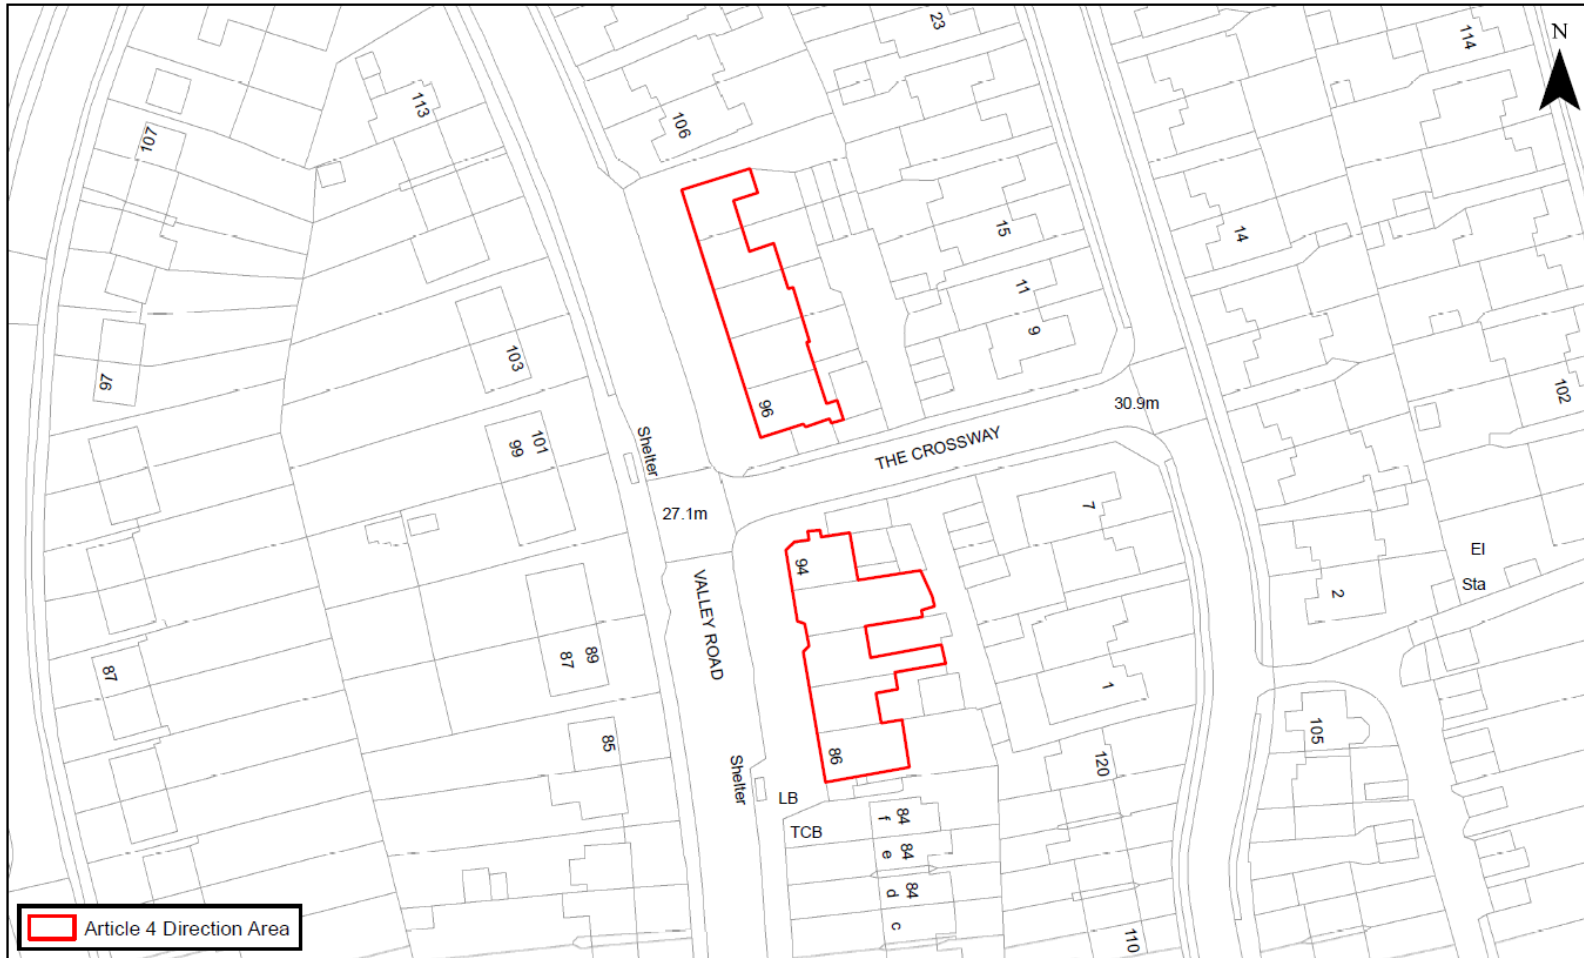 23
114
N
113
107
106
15
14
11
9
103
97
96
102
30.9m
101
99
Shelter
THE CROSSWAY
27.1m
7
94
El
Sta
2
VALLEY ROAD
89
87
87
1
85
86
105
120
Shelter
LB
84
f
TCB
84
e
84
d
c
110
Article 4 Direction Area